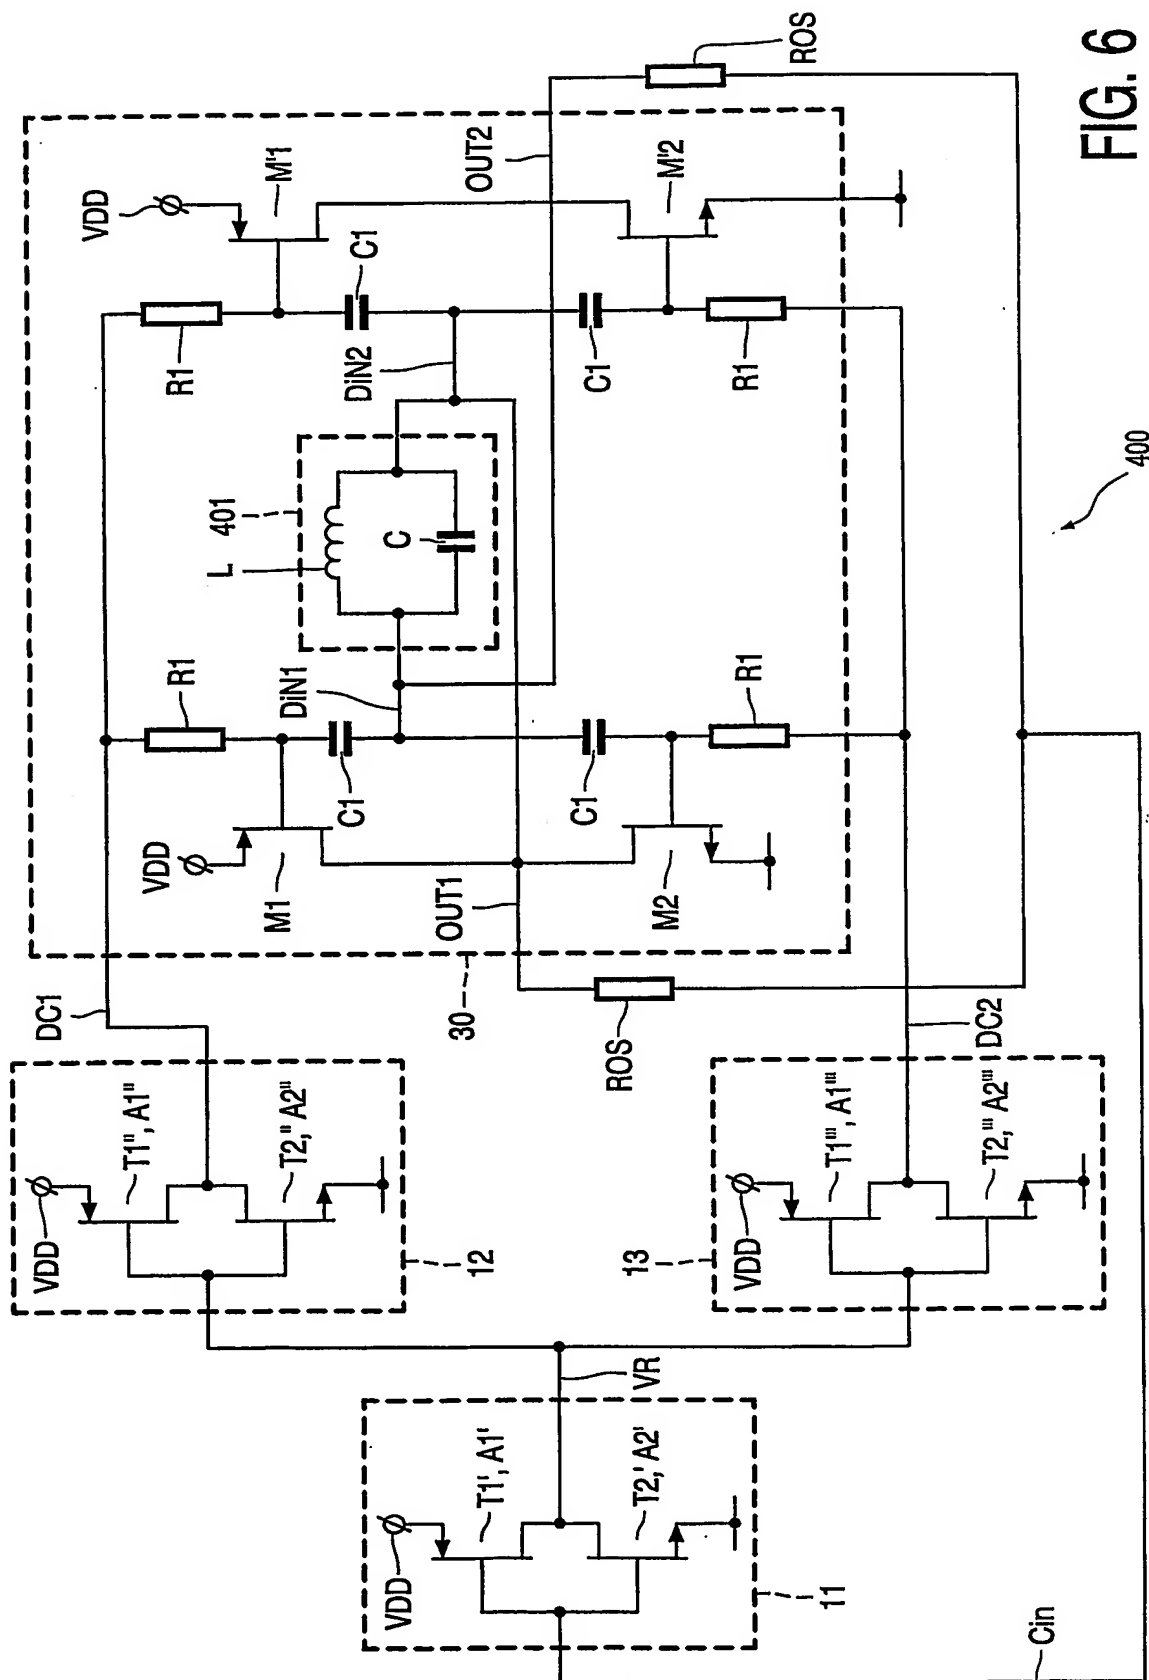 FIG. 6
400
Cin
11
VDD
T1', A1'
T2,' A2'
VR
12
VDD
T1", A1"
T2," A2"
DC1
13
VDD
T1''', A1'''
T2,''' A2'''
DC2
30
ROS
OUT1
VDD
M1
M2
R1
C1
DiN1
C1
R1
401
L
C
DiN2
R1
C1
C1
R1
VDD
M'1
M'2
OUT2
ROS